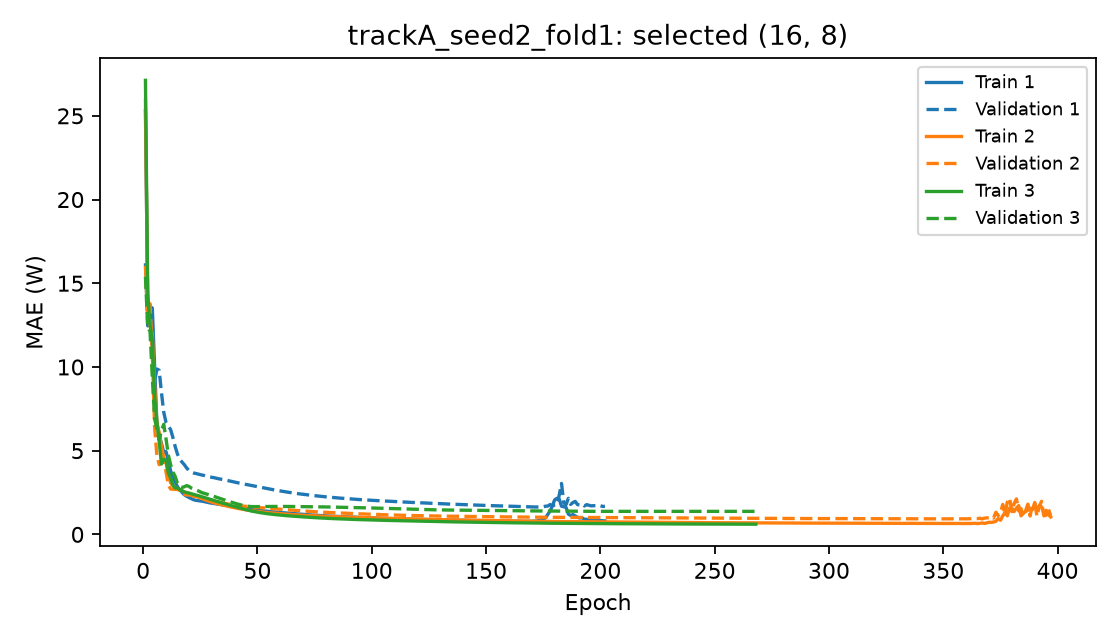 trackA_seed2_fold1: selected (16, 8)
MAE (W)
25
20
15
10
5
0
Train 1
Validation 1
Train 2
Validation 2
Train 3
Validation 3
0 50 100 150 200 250 300 350 400
Epoch